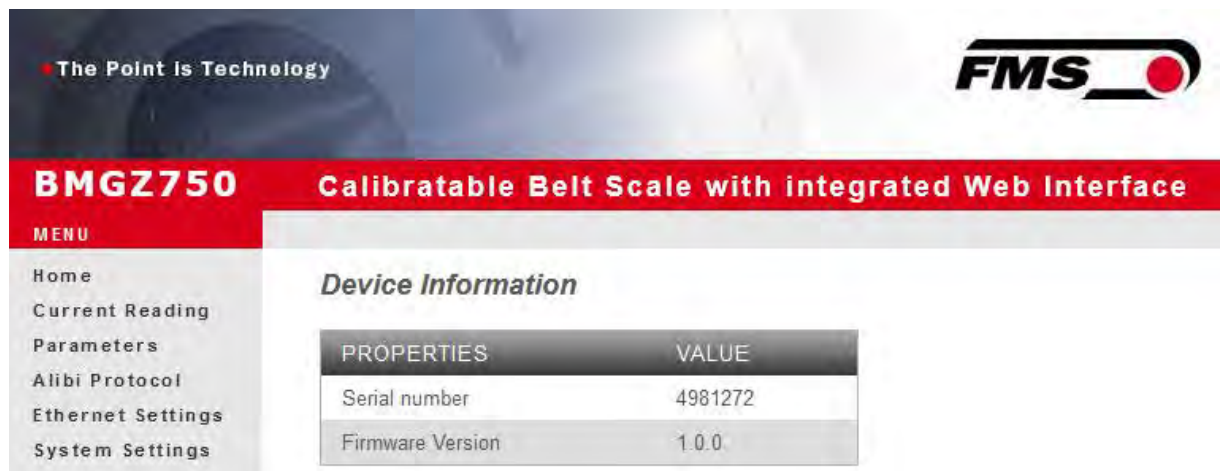 The Point is Technology
FMS
BMGZ750 Calibratable Belt Scale with integrated Web Interface
MENU
Home
Current Reading
Parameters
Alibi Protocol
Ethernet Settings
System Settings
Device Information
PROPERTIES VALUE
Serial number 4981272
Firmware Version 1.0.0